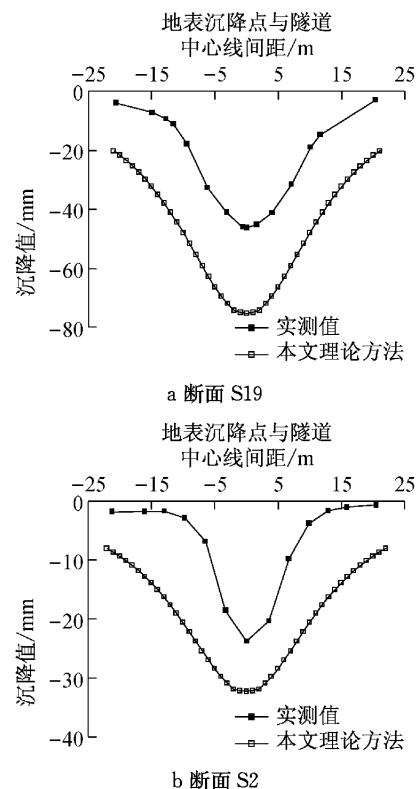 地表沉降点与隧道
中心线间距/m
-25 -15 -5 5 15 25
0
-20
-40
-60
-80
沉降值/mm
实测值
本文理论方法
a 断面 S19
地表沉降点与隧道
中心线间距/m
-25 -15 -5 5 15 25
0
-10
-20
-30
-40
沉降值/mm
实测值
本文理论方法
b 断面 S2